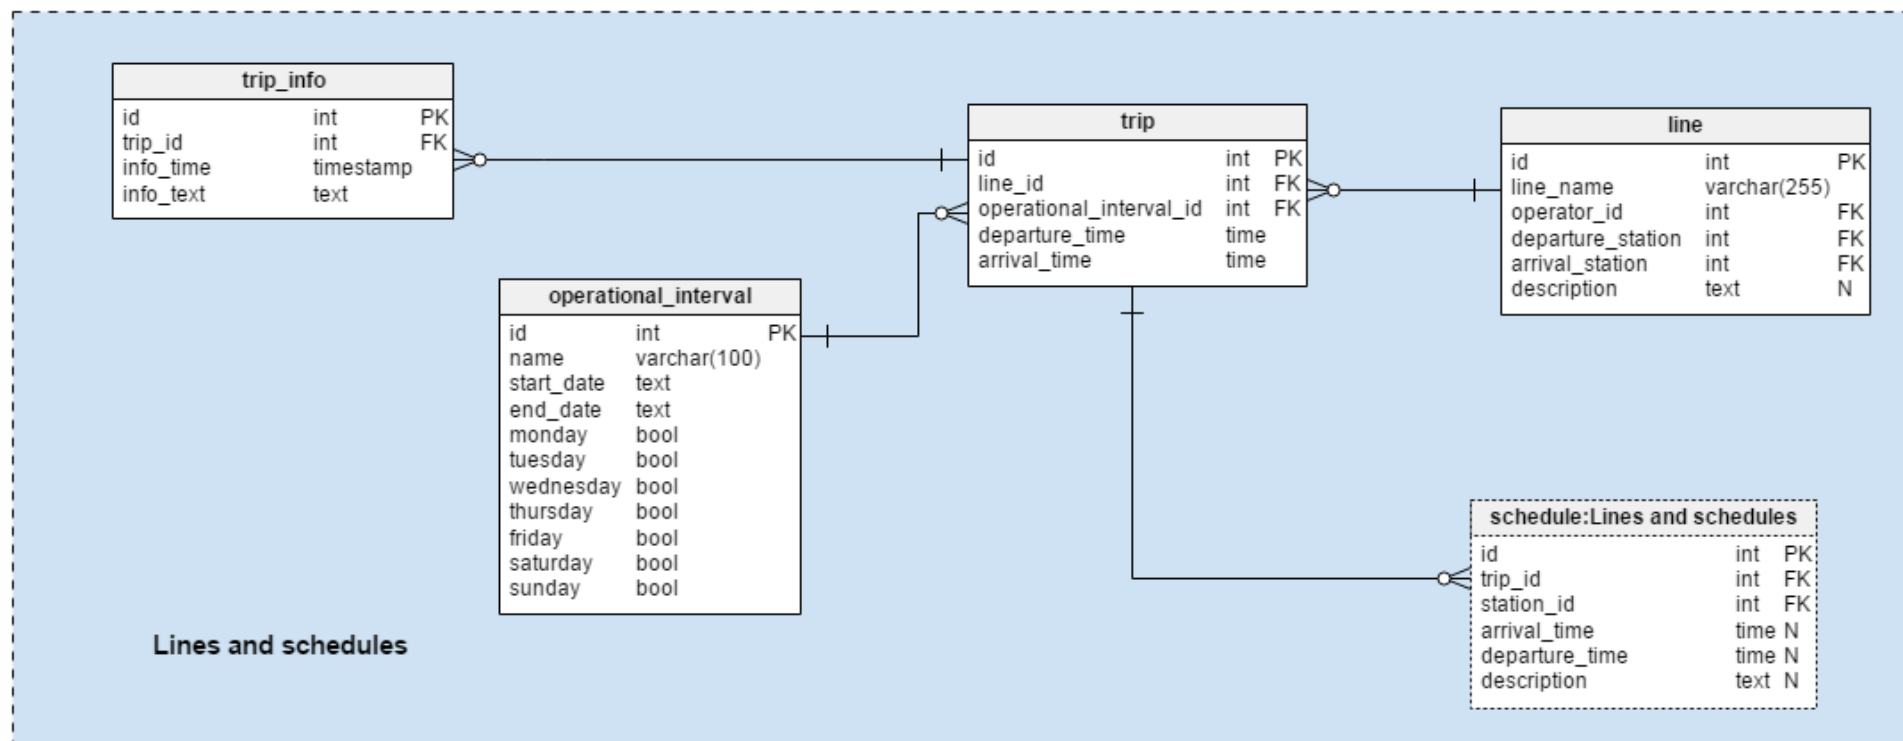 trip_info
id int PK
trip_id int FK
info_time timestamp
info_text text
trip
id int PK
line_id int FK
operational_interval_id int FK
departure_time time
arrival_time time
line
id int PK
line_name varchar(255)
operator_id int FK
departure_station int FK
arrival_station int FK
description text N
operational_interval
id int PK
name varchar(100)
start_date text
end_date text
monday bool
tuesday bool
wednesday bool
thursday bool
friday bool
saturday bool
sunday bool
schedule:Lines and schedules
id int PK
trip_id int FK
station_id int FK
arrival_time time N
departure_time time N
description text N
Lines and schedules